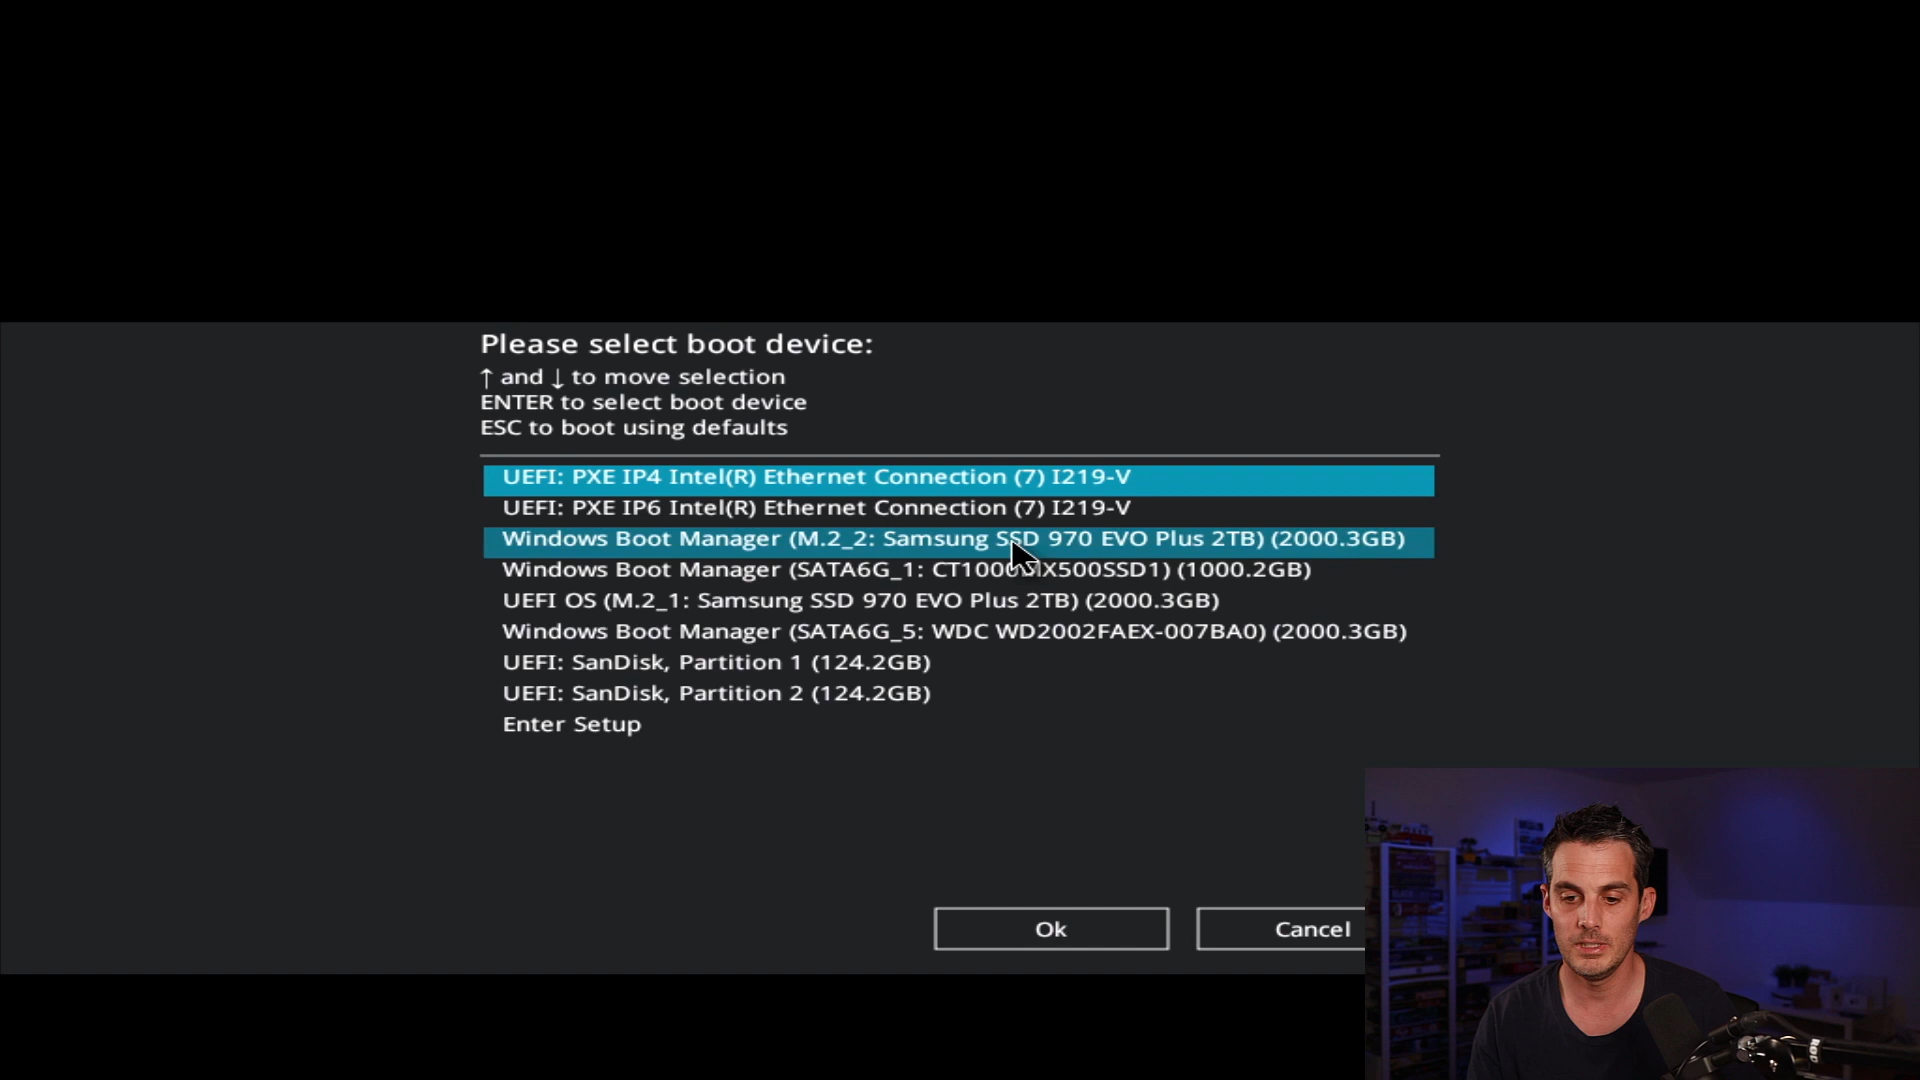 Please select boot device:
↑ and ↓ to move selection
ENTER to select boot device
ESC to boot using defaults
UEFI: PXE IP4 Intel(R) Ethernet Connection (7) I219-V
UEFI: PXE IP6 Intel(R) Ethernet Connection (7) I219-V
Windows Boot Manager (M.2_2: Samsung SSD 970 EVO Plus 2TB) (2000.3GB)
Windows Boot Manager (SATA6G_1: (1000.2GB)
UEFI OS (M.2_1: Samsung SSD 970 EVO Plus 2TB) (2000.3GB)
Windows Boot Manager (SATA6G_5: WDC WD2002FAEX-007BA0) (2000.3GB)
UEFI: SanDisk, Partition 1 (124.2GB)
UEFI: SanDisk, Partition 2 (124.2GB)
Enter Setup
Ok
Cancel